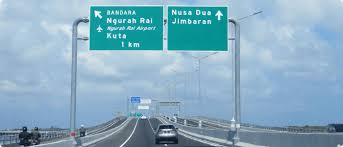 BANDARA
Ngurah Rai
Ngurah Rai Airport
Kuta
1 km
Nusa Dua
Jimbaran